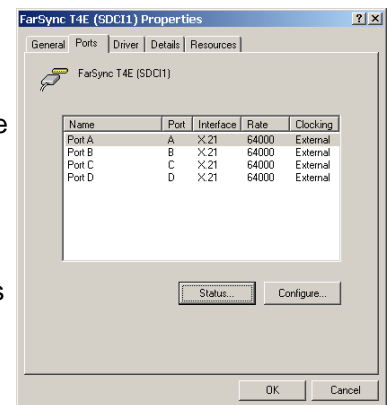 FarSync T4E (SDCI1) Properties
General Ports Driver Details Resources
FarSync T4E (SDCI1)
e
Name Port Interface Rate Clocking
Port A A X.21 64000 External
Port B B X.21 64000 External
Port C C X.21 64000 External
Port D D X.21 64000 External
s
Status... Configure...
OK Cancel